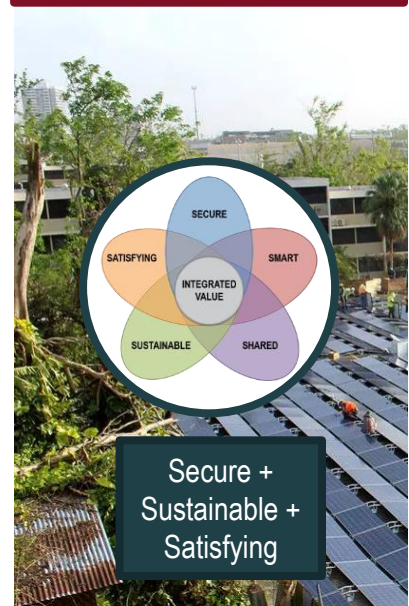 SECURE
SATISFYING
SMART
INTEGRATED
VALUE
SUSTAINABLE
SHARED
Secure +
Sustainable +
Satisfying